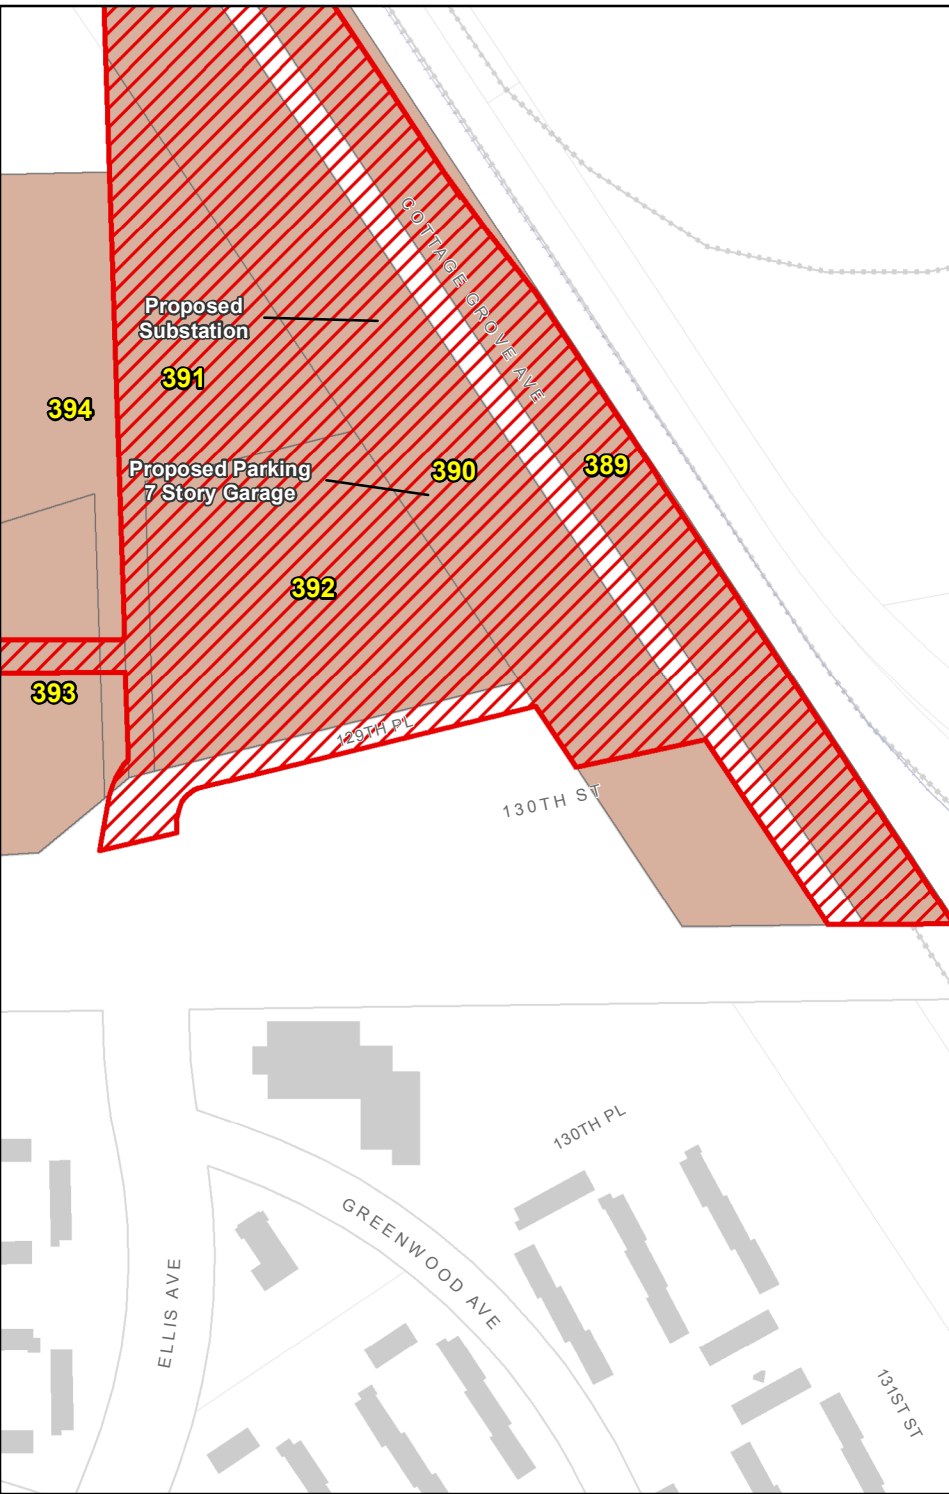 COTTAGE GROVE AVE
Proposed
Substation
391
394
389
390
Proposed Parking
7 Story Garage
392
393
129TH PL
130TH ST
130TH PL
GREENWOOD AVE
ELLIS AVE
131ST ST